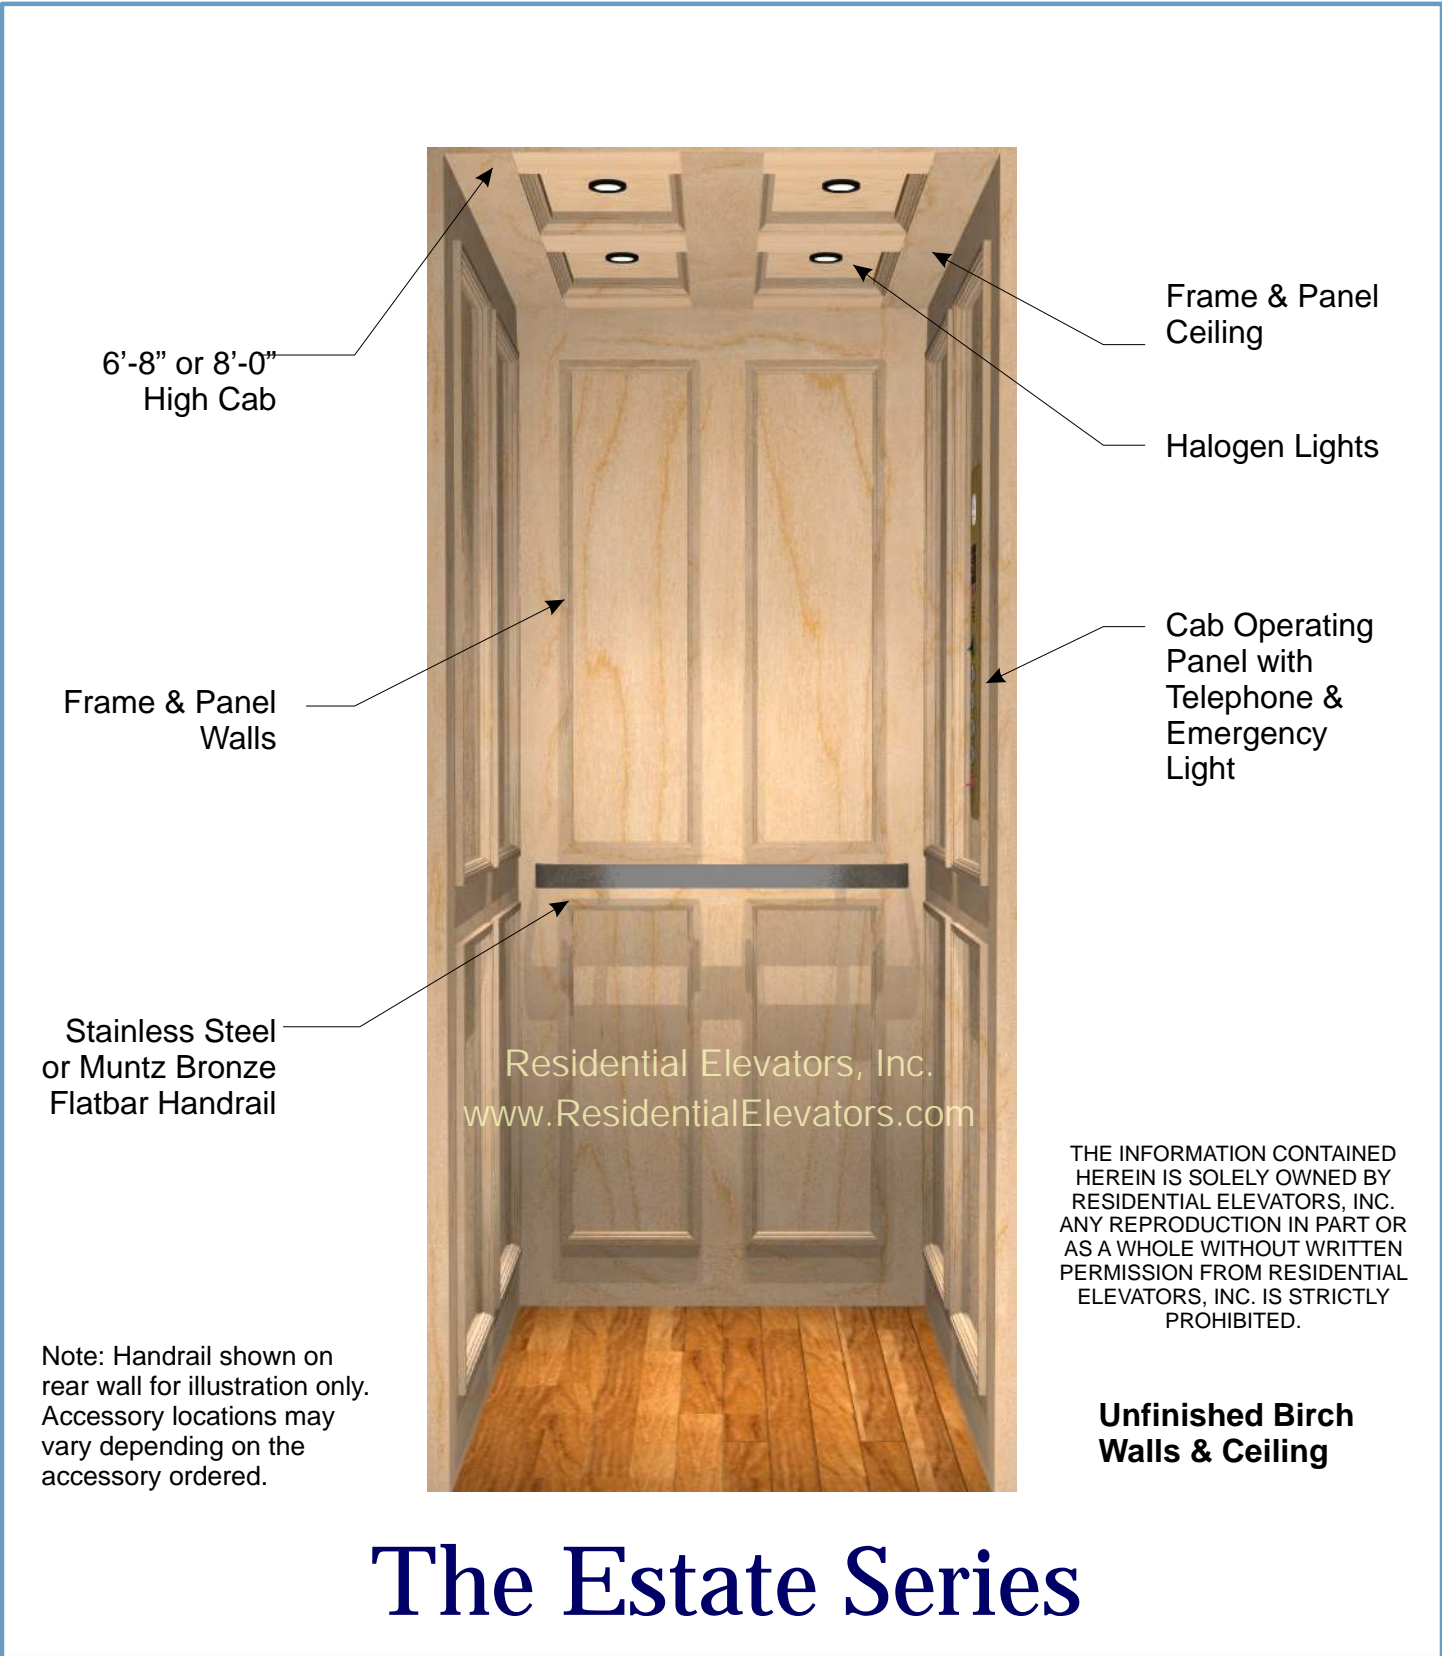 6’-8” or 8’-0”
High Cab
Frame & Panel
Ceiling
Halogen Lights
Frame & Panel
Walls
Cab Operating
Panel with
Telephone &
Emergency
Light
Stainless Steel
or Muntz Bronze
Flatbar Handrail
Residential Elevators, Inc.
www.ResidentialElevators.com
THE INFORMATION CONTAINED
HEREIN IS SOLELY OWNED BY
RESIDENTIAL ELEVATORS, INC.
ANY REPRODUCTION IN PART OR
AS A WHOLE WITHOUT WRITTEN
PERMISSION FROM RESIDENTIAL
ELEVATORS, INC. IS STRICTLY
PROHIBITED.
Note: Handrail shown on
rear wall for illustration only.
Accessory locations may
vary depending on the
accessory ordered.
Unfinished Birch
Walls & Ceiling
The Estate Series